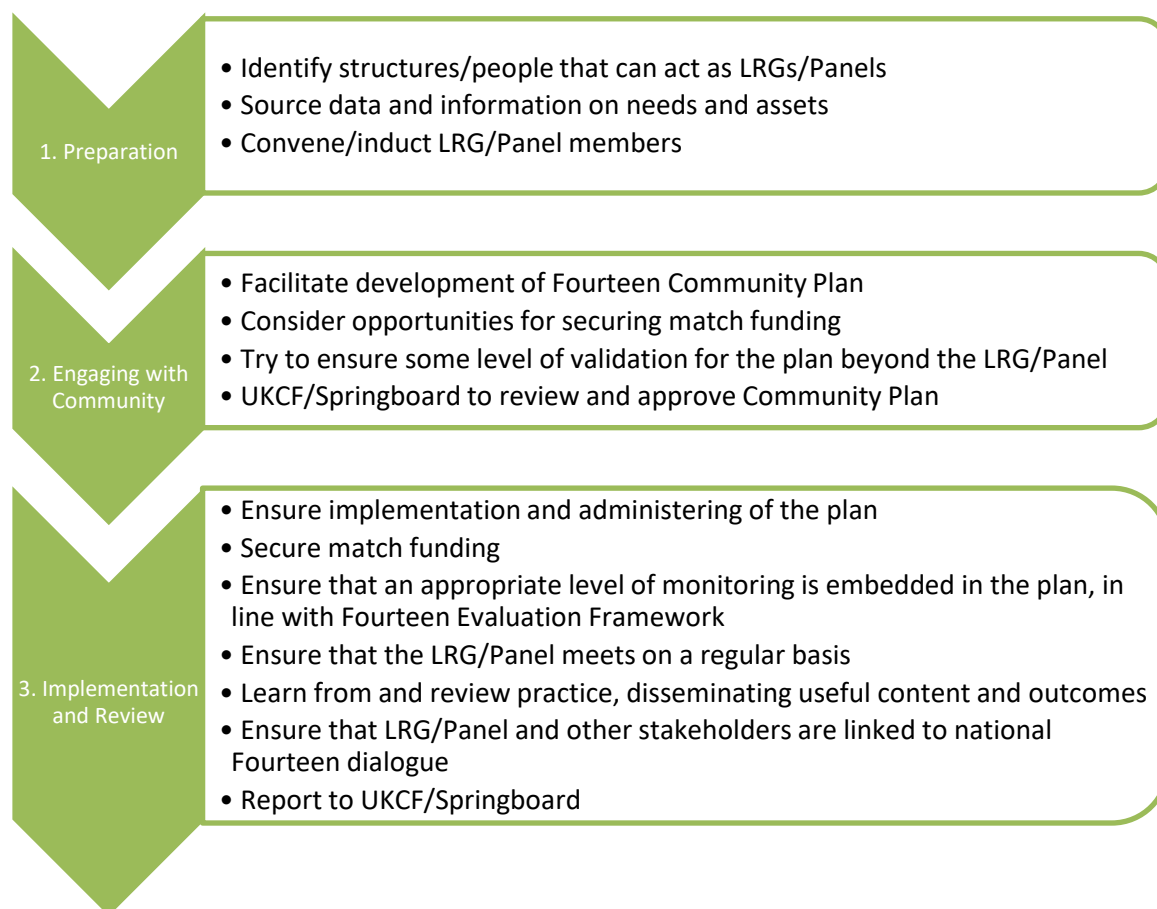 1. Preparation
• Identify structures/people that can act as LRGs/Panels
• Source data and information on needs and assets
• Convene/induct LRG/Panel members
2. Engaging with
Community
• Facilitate development of Fourteen Community Plan
• Consider opportunities for securing match funding
• Try to ensure some level of validation for the plan beyond the LRG/Panel
• UKCF/Springboard to review and approve Community Plan
3. Implementation
and Review
• Ensure implementation and administering of the plan
• Secure match funding
• Ensure that an appropriate level of monitoring is embedded in the plan, in
line with Fourteen Evaluation Framework
• Ensure that the LRG/Panel meets on a regular basis
• Learn from and review practice, disseminating useful content and outcomes
• Ensure that LRG/Panel and other stakeholders are linked to national
Fourteen dialogue
• Report to UKCF/Springboard